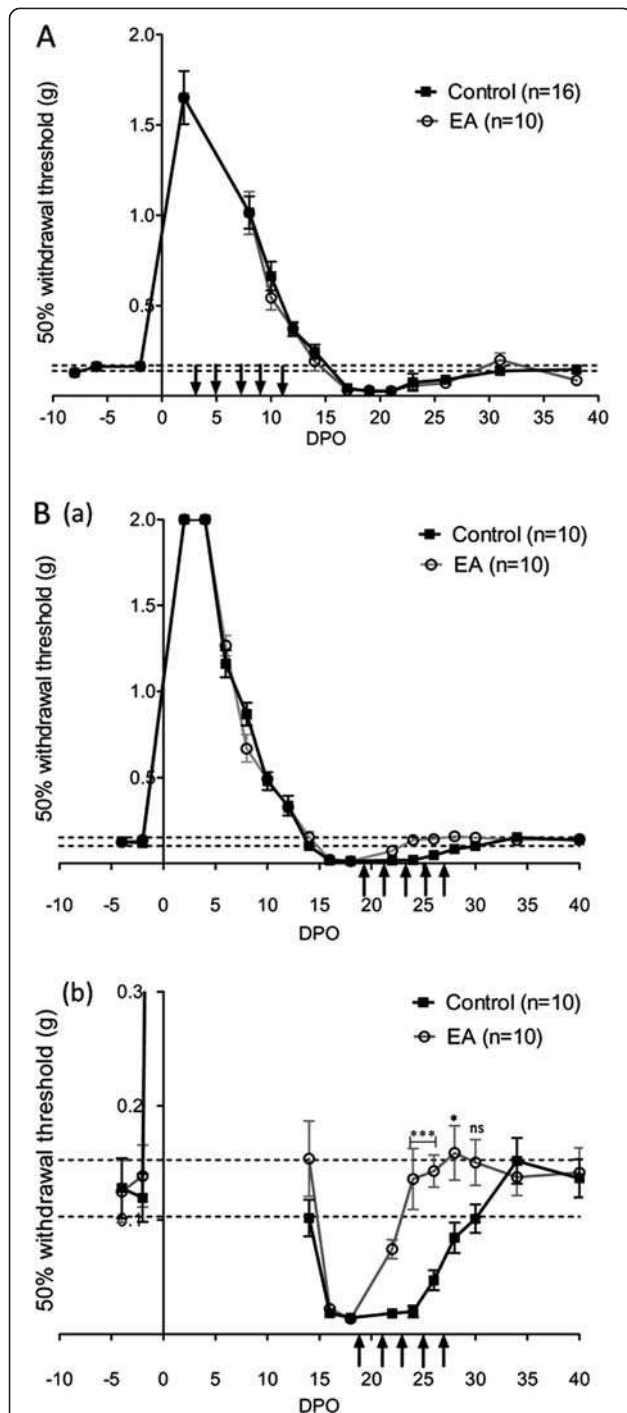 A
50% withdrawal threshold (g)
2.0
1.5
1.0
0.5
Control (n=16)
EA (n=10)
-10 -5 0 5 10 15 20 25 30 35 40
DPO
B (a)
50% withdrawal threshold (g)
2.0
1.5
1.0
0.5
Control (n=10)
EA (n=10)
-10 -5 0 5 10 15 20 25 30 35 40
DPO
(b)
50% withdrawal threshold (g)
0.3
0.2
0.1
Control (n=10)
EA (n=10)
*** * ns
-10 -5 0 5 10 15 20 25 30 35 40
DPO